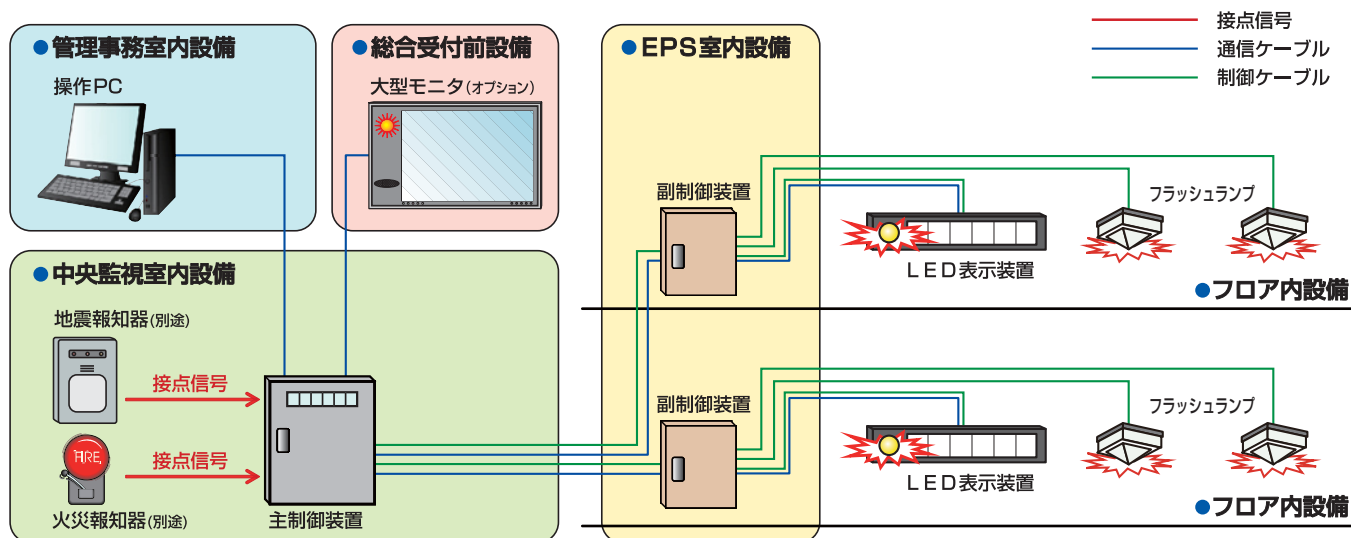 接点信号
通信ケーブル
制御ケーブル
●管理事務室内設備
操作PC
●総合受付前設備
大型モニタ(オプション)
●EPS室内設備
副制御装置
フラッシュランプ
LED表示装置
●フロア内設備
●中央監視室内設備
地震報知器(別途)
接点信号
FIRE
接点信号
火災報知器(別途)
主制御装置
副制御装置
フラッシュランプ
LED表示装置
●フロア内設備